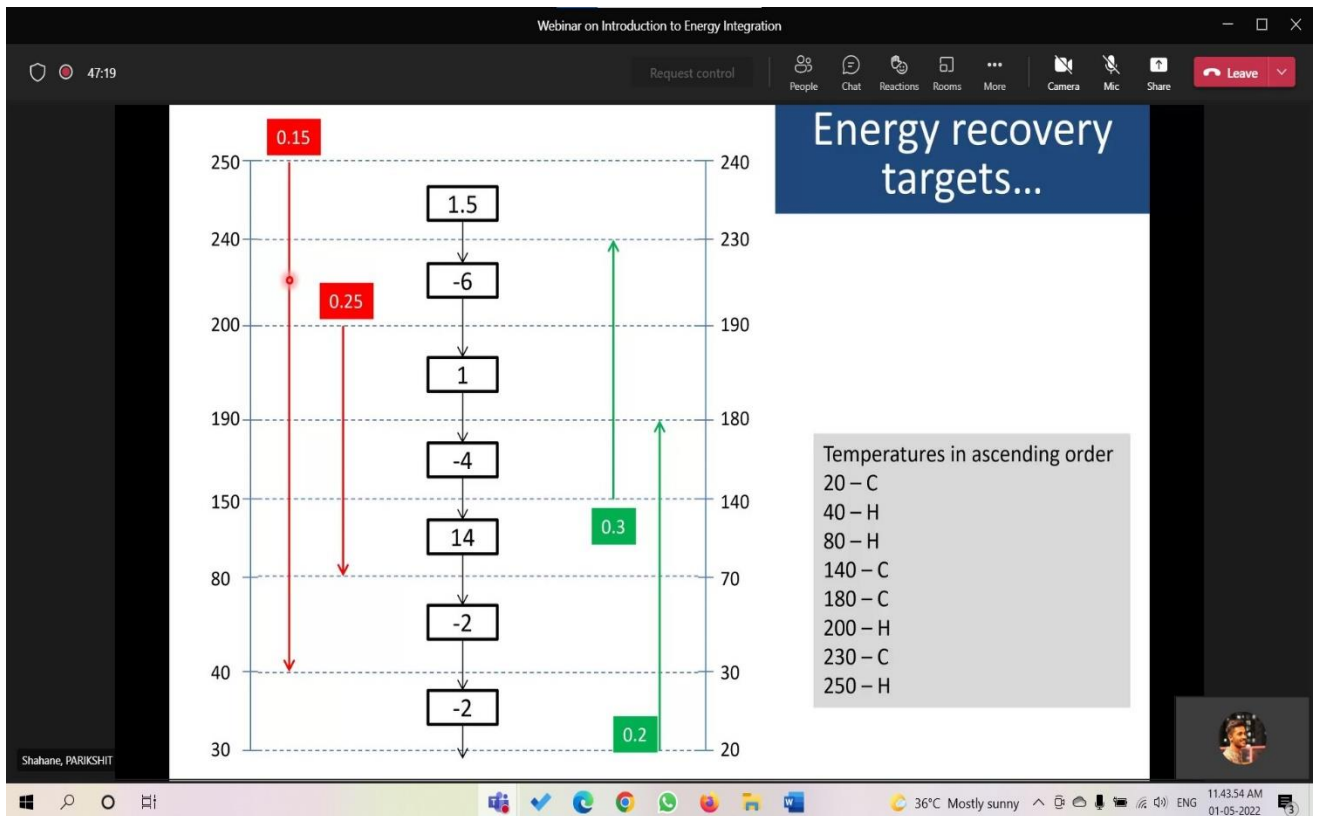 Webinar on Introduction to Energy Integration
47:19
Request control
People
Chat
Reactions
Rooms
More
Camera
Mic
Share
Leave
Energy recovery
targets...
0.15
250
240
1.5
240
230
-6
0.25
200
190
1
190
180
-4
150
140
0.3
14
80
70
-2
40
30
-2
0.2
30
20
Temperatures in ascending order
20 – C
40 – H
80 – H
140 – C
180 – C
200 – H
230 – C
250 – H
Shahane, PARIKSHIT
36°C Mostly sunny
ENG
11.43.54 AM
01-05-2022
3